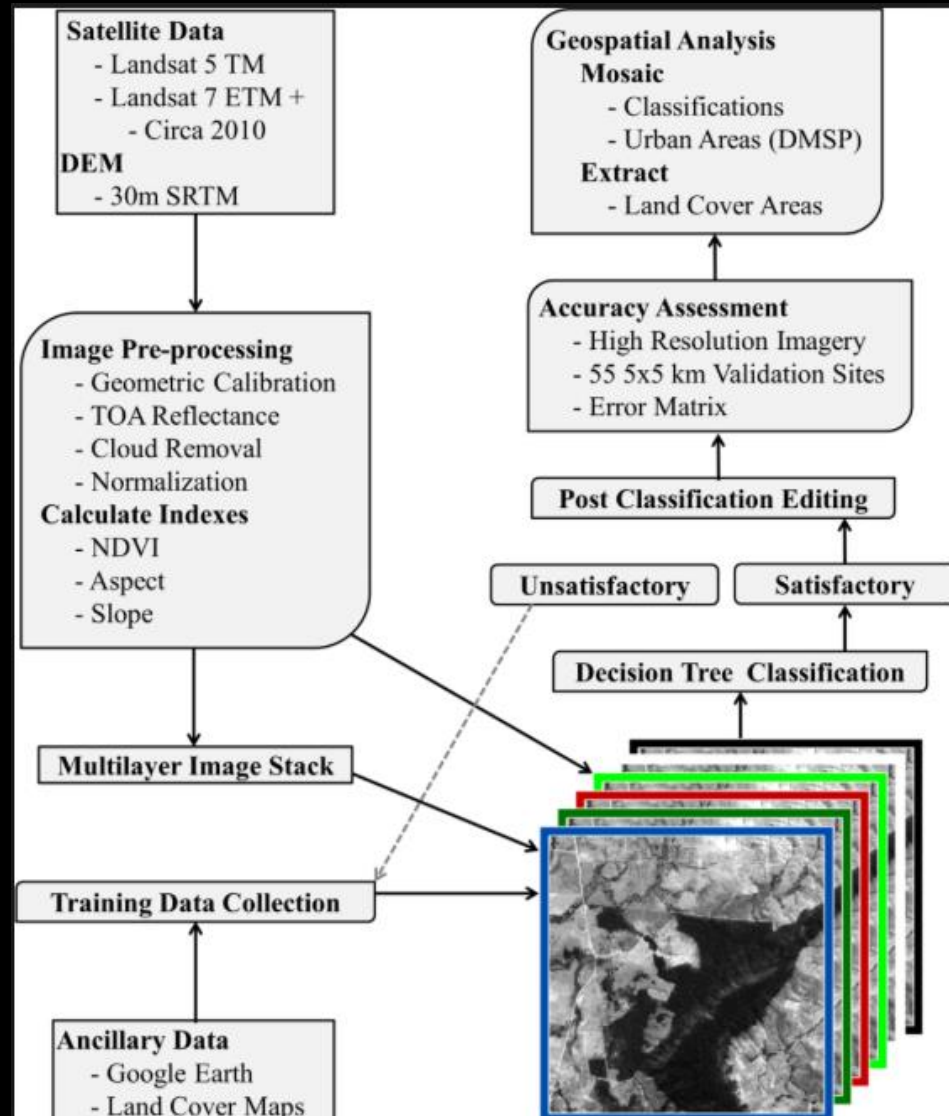 Satellite Data
- Landsat 5 TM
- Landsat 7 ETM +
- Circa 2010
DEM
- 30m SRTM
Image Pre-processing
- Geometric Calibration
- TOA Reflectance
- Cloud Removal
- Normalization
Calculate Indexes
- NDVI
- Aspect
- Slope
Multilayer Image Stack
Training Data Collection
Ancillary Data
- Google Earth
- Land Cover Maps
Geospatial Analysis
Mosaic
- Classifications
- Urban Areas (DMSP)
Extract
- Land Cover Areas
Accuracy Assessment
- High Resolution Imagery
- 55 5x5 km Validation Sites
- Error Matrix
Post Classification Editing
Unsatisfactory
Satisfactory
Decision Tree Classification